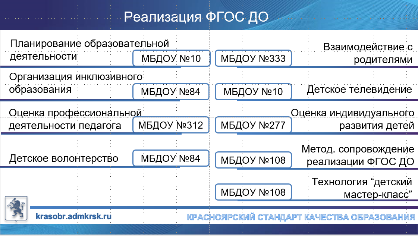 Реализация ФГОС ДО
Планирование образовательной
деятельности
МБДОУ №10
Организация инклюзивного
образования
МБДОУ №84
Оценка профессиональной
деятельности педагога
МБДОУ №312
Детское волонтерство
МБДОУ №84
МБДОУ №333
Взаимодействие с
родителями
МБДОУ №10
Детское телевидение
МБДОУ №277
Оценка индивидуального
развития детей
МБДОУ №108
Метод. сопровождение
реализации ФГОС ДО
МБДОУ №108
Технология “детский
мастер-класс”
krasobr.admkrsk.ru
КРАСНОЯРСКИЙ СТАНДАРТ КАЧЕСТВА ОБРАЗОВАНИЯ